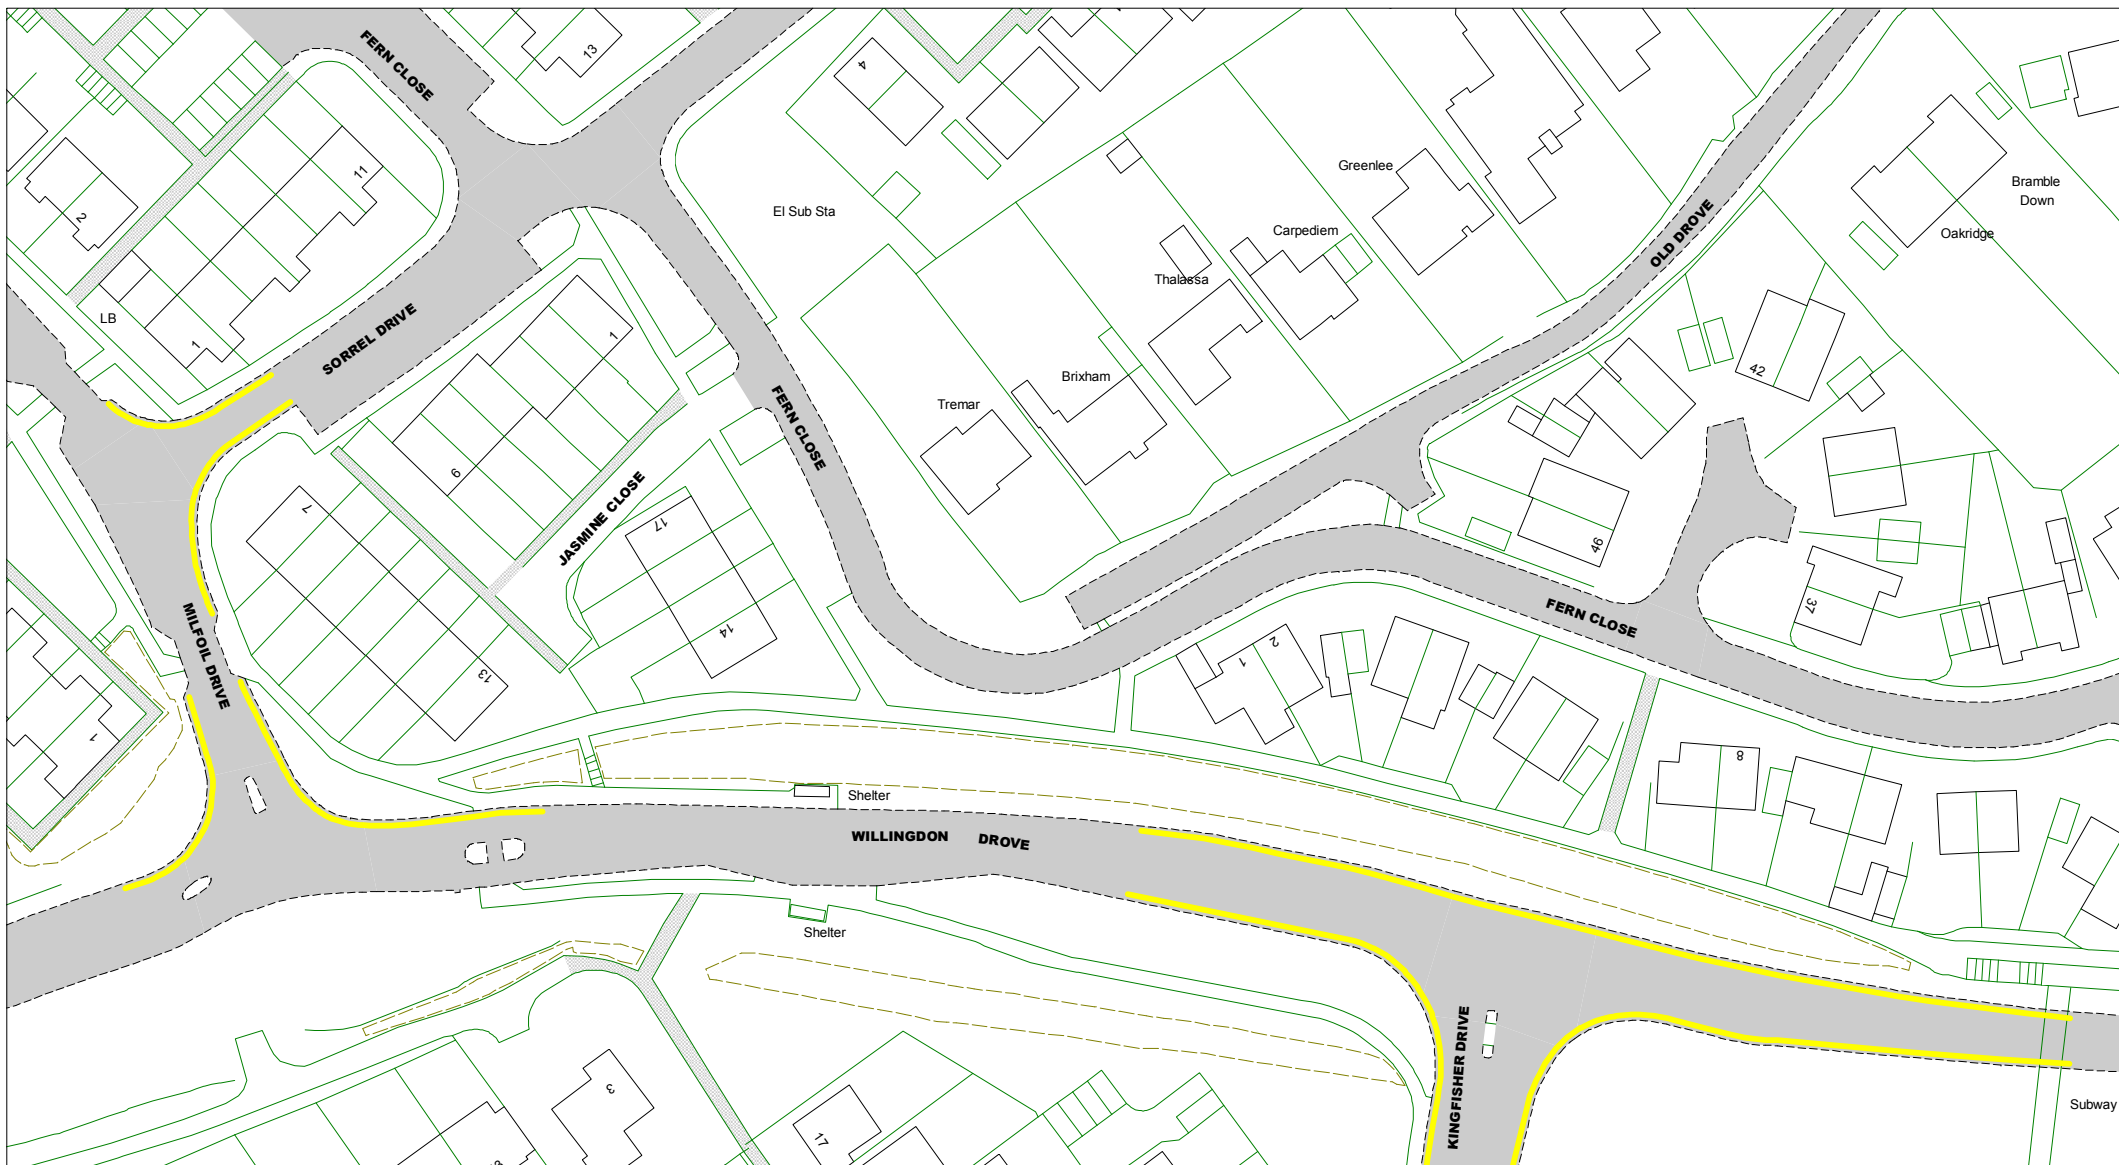 FERN CLOSE
13
4
11
2
El Sub Sta
Greenlee
Bramble
Down
Oakridge
OLD DROVE
Carpediem
Thalassa
LB
SORREL DRIVE
1
1
42
Brixham
Tremar
FERN CLOSE
6
7
17
JASMINE CLOSE
46
FERN CLOSE
37
MILFOIL DRIVE
14
13
1
2
1
8
Shelter
WILLINGDON DROVE
Shelter
KINGFISHER DRIVE
3
17
Subway